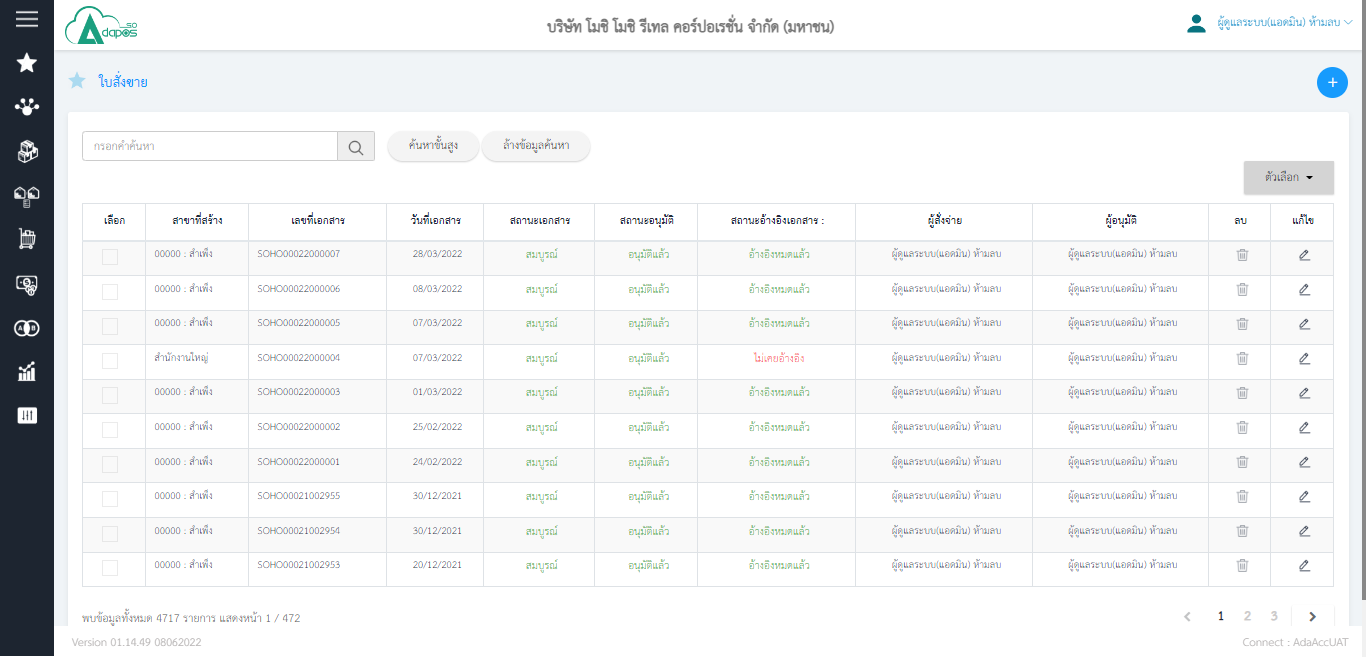 Adapos SO
บริษัท โมชิ โมชิ รีเทล คอร์ปอเรชั่น จำกัด (มหาชน)
ผู้ดูแลระบบ(แอดมิน) ห้ามลบ
ใบสั่งขาย
+
กรอกคำค้นหา
ค้นหาขั้นสูง
ล้างข้อมูลค้นหา
ตัวเลือก
เลือก สาขาที่สร้าง เลขที่เอกสาร วันที่เอกสาร สถานะเอกสาร สถานะอนุมัติ สถานะอ้างอิงเอกสาร : ผู้สั่งจ่าย ผู้อนุมัติ ลบ แก้ไข
00000 : สำเพ็ง SOHO00022000007 28/03/2022 สมบูรณ์ อนุมัติแล้ว อ้างอิงหมดแล้ว ผู้ดูแลระบบ(แอดมิน) ห้ามลบ ผู้ดูแลระบบ(แอดมิน) ห้ามลบ
00000 : สำเพ็ง SOHO00022000006 08/03/2022 สมบูรณ์ อนุมัติแล้ว อ้างอิงหมดแล้ว ผู้ดูแลระบบ(แอดมิน) ห้ามลบ ผู้ดูแลระบบ(แอดมิน) ห้ามลบ
00000 : สำเพ็ง SOHO00022000005 07/03/2022 สมบูรณ์ อนุมัติแล้ว อ้างอิงหมดแล้ว ผู้ดูแลระบบ(แอดมิน) ห้ามลบ ผู้ดูแลระบบ(แอดมิน) ห้ามลบ
สำนักงานใหญ่ SOHO00022000004 07/03/2022 สมบูรณ์ อนุมัติแล้ว ไม่เคยอ้างอิง ผู้ดูแลระบบ(แอดมิน) ห้ามลบ ผู้ดูแลระบบ(แอดมิน) ห้ามลบ
00000 : สำเพ็ง SOHO00022000003 01/03/2022 สมบูรณ์ อนุมัติแล้ว อ้างอิงหมดแล้ว ผู้ดูแลระบบ(แอดมิน) ห้ามลบ ผู้ดูแลระบบ(แอดมิน) ห้ามลบ
00000 : สำเพ็ง SOHO00022000002 25/02/2022 สมบูรณ์ อนุมัติแล้ว อ้างอิงหมดแล้ว ผู้ดูแลระบบ(แอดมิน) ห้ามลบ ผู้ดูแลระบบ(แอดมิน) ห้ามลบ
00000 : สำเพ็ง SOHO00022000001 24/02/2022 สมบูรณ์ อนุมัติแล้ว อ้างอิงหมดแล้ว ผู้ดูแลระบบ(แอดมิน) ห้ามลบ ผู้ดูแลระบบ(แอดมิน) ห้ามลบ
00000 : สำเพ็ง SOHO00021002955 30/12/2021 สมบูรณ์ อนุมัติแล้ว อ้างอิงหมดแล้ว ผู้ดูแลระบบ(แอดมิน) ห้ามลบ ผู้ดูแลระบบ(แอดมิน) ห้ามลบ
00000 : สำเพ็ง SOHO00021002954 30/12/2021 สมบูรณ์ อนุมัติแล้ว อ้างอิงหมดแล้ว ผู้ดูแลระบบ(แอดมิน) ห้ามลบ ผู้ดูแลระบบ(แอดมิน) ห้ามลบ
00000 : สำเพ็ง SOHO00021002953 20/12/2021 สมบูรณ์ อนุมัติแล้ว อ้างอิงหมดแล้ว ผู้ดูแลระบบ(แอดมิน) ห้ามลบ ผู้ดูแลระบบ(แอดมิน) ห้ามลบ
พบข้อมูลทั้งหมด 4717 รายการ แสดงหน้า 1 / 472
1 2 3
Version 01.14.49 08062022
Connect : AdaAccUAT